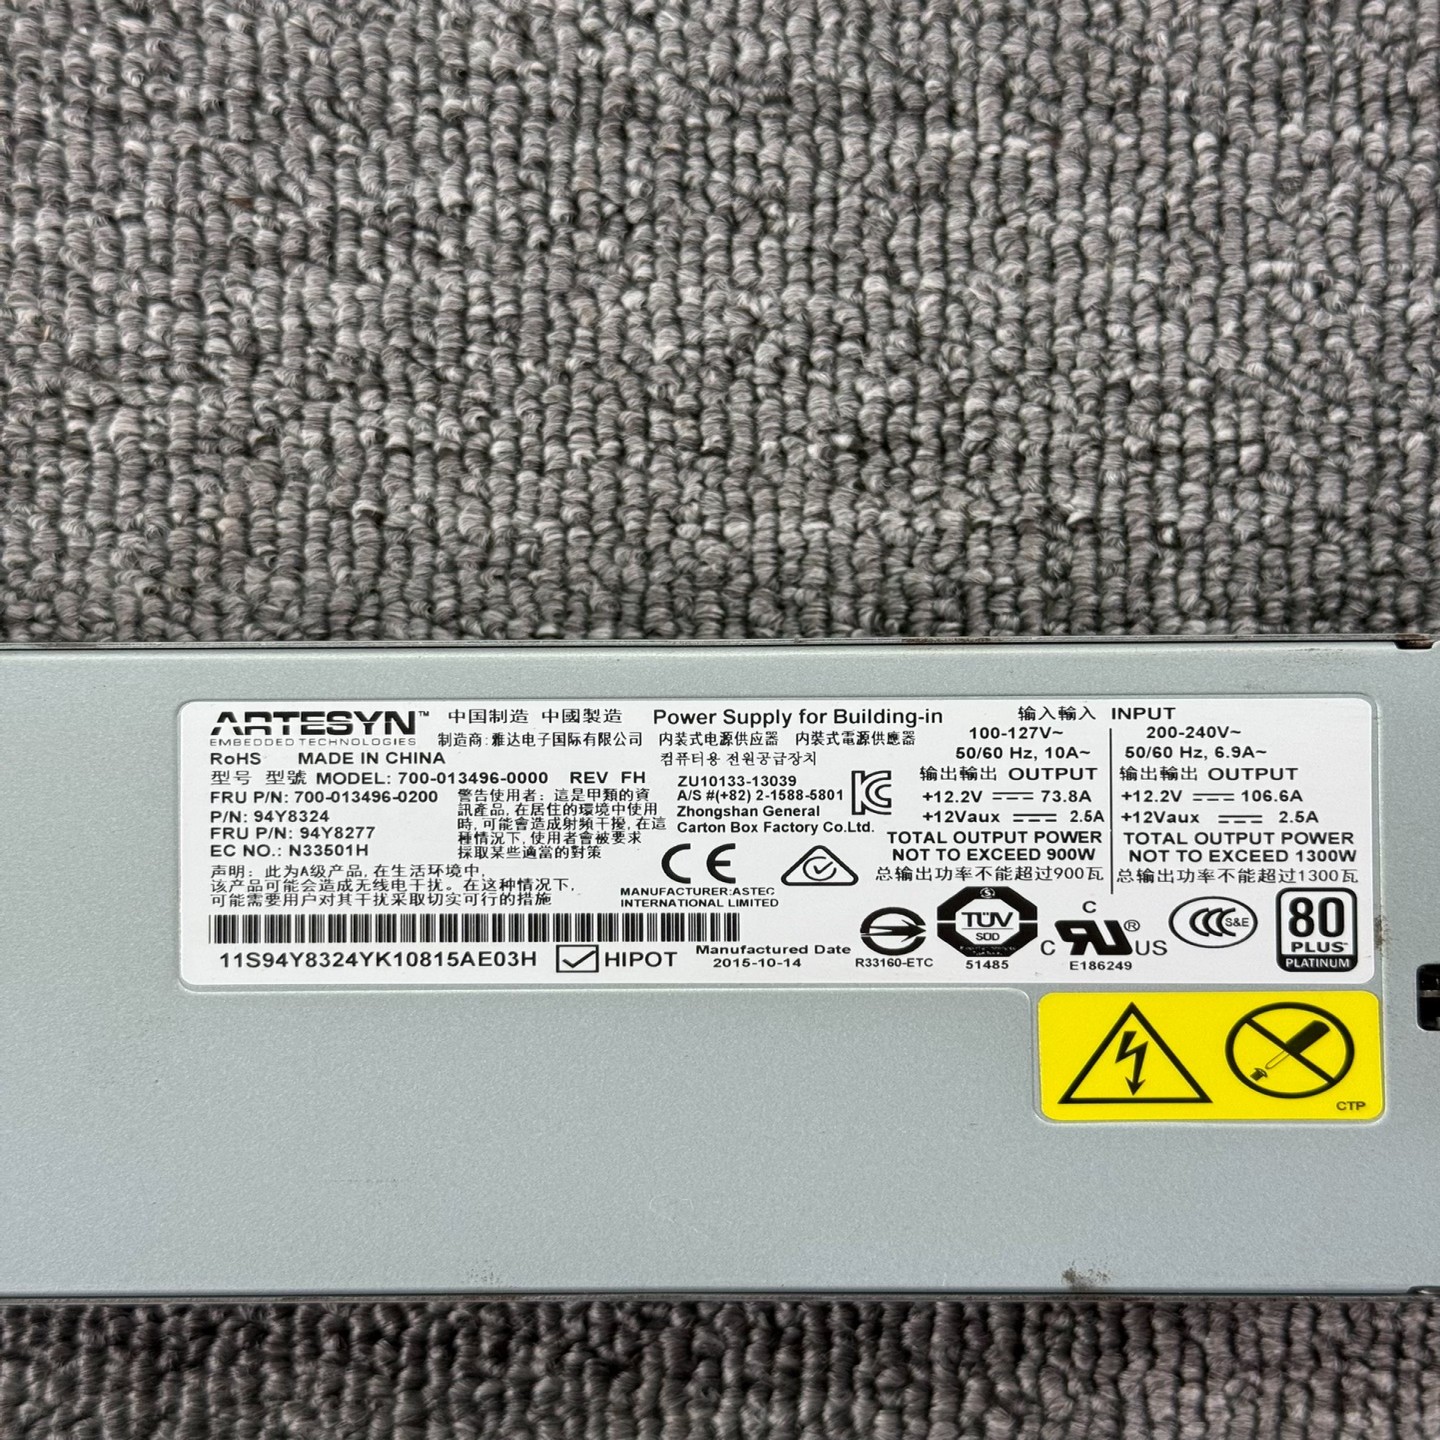 ARTESYN™ 中国制造 中國製造
EMBEDDED TECHNOLOGIES 制造商:雅达电子国际有限公司
RoHS MADE IN CHINA
型号 型號 MODEL: 700-013496-0000 REV FH
FRU P/N: 700-013496-0200
P/N: 94Y8324
FRU P/N: 94Y8277
EC NO.: N33501H
警告使用者: 這是甲類的資
訊產品, 在居住的環境中使用
時, 可能會造成射頻干擾, 在這
種情況下, 使用者會被要求
採取某些適當的對策
声明: 此为A级产品, 在生活环境中,
该产品可能会造成无线电干扰。在这种情况下,
可能需要用户对其干扰采取切实可行的措施
11S94Y8324YK10815AE03H HIPOT
Manufactured Date
2015-10-14
Power Supply for Building-in
内装式电源供应器 内裝式電源供應器
컴퓨터용 전원공급장치
ZU10133-13039
A/S #(+82) 2-1588-5801
Zhongshan General
Carton Box Factory Co.Ltd.
KC
CE
MANUFACTURER:ASTEC
INTERNATIONAL LIMITED
输入輸入 INPUT
100-127V~
50/60 Hz, 10A~
输出輸出 OUTPUT
+12.2V 73.8A
+12Vaux 2.5A
TOTAL OUTPUT POWER
NOT TO EXCEED 900W
总输出功率不能超过900瓦
200-240V~
50/60 Hz, 6.9A~
输出輸出 OUTPUT
+12.2V 106.6A
+12Vaux 2.5A
TOTAL OUTPUT POWER
NOT TO EXCEED 1300W
总输出功率不能超过1300瓦
R33160-ETC
TÜV
SÜD
51485
C RU® US
C
E186249
CCC S&E
80
PLUS
PLATINUM
CTP